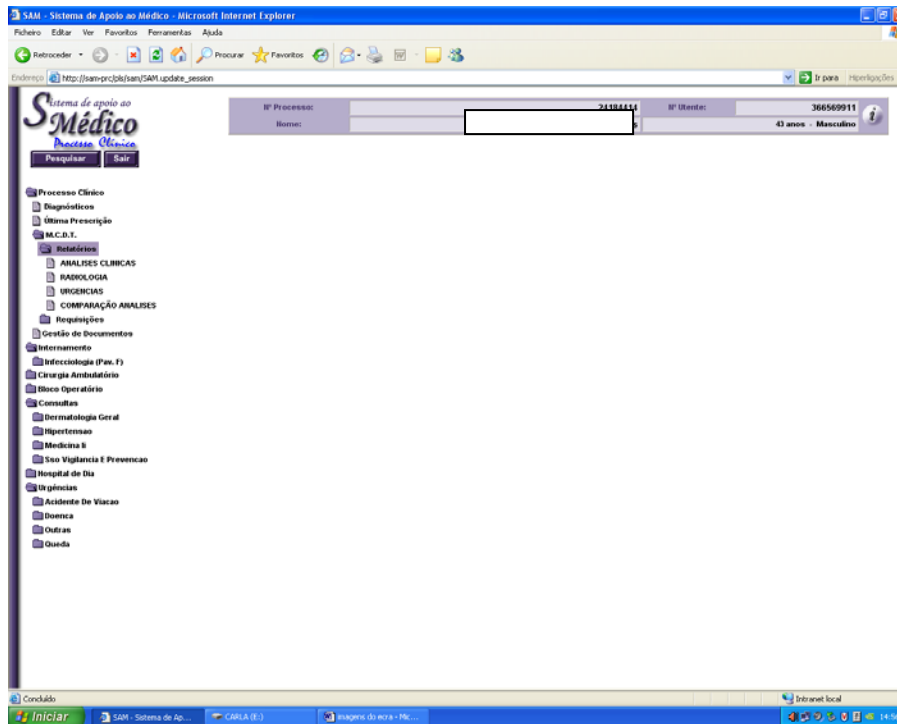 SAM - Sistema de Apoio ao Médico - Microsoft Internet Explorer
Ficheiro Editar Ver Favoritos Ferramentas Ajuda
Retroceder Procurar Favoritos
Endereço http://sam-prc/pls/sam/SAM.update_session Ir para Hiperligações
Sistema de apoio ao
Médico
Processo Clínico
Pesquisar Sair
Nº Processo: 24184414 Nº Utente: 366569911
Nome: 43 anos - Masculino
Processo Clínico
Diagnósticos
Última Prescrição
M.C.D.T.
Relatórios
ANALISES CLINICAS
RADIOLOGIA
URGENCIAS
COMPARAÇÃO ANALISES
Requisições
Gestão de Documentos
Internamento
Infecciologia (Pav. F)
Cirurgia Ambulatório
Bloco Operatório
Consultas
Dermatologia Geral
Hipertensao
Medicina Ii
Sso Vigilancia E Prevencao
Hospital de Dia
Urgências
Acidente De Viacao
Doenca
Outras
Queda
Concluído Intranet local
Iniciar SAM - Sistema de Ap... CARLA (E:) imagens do ecra - Mic...